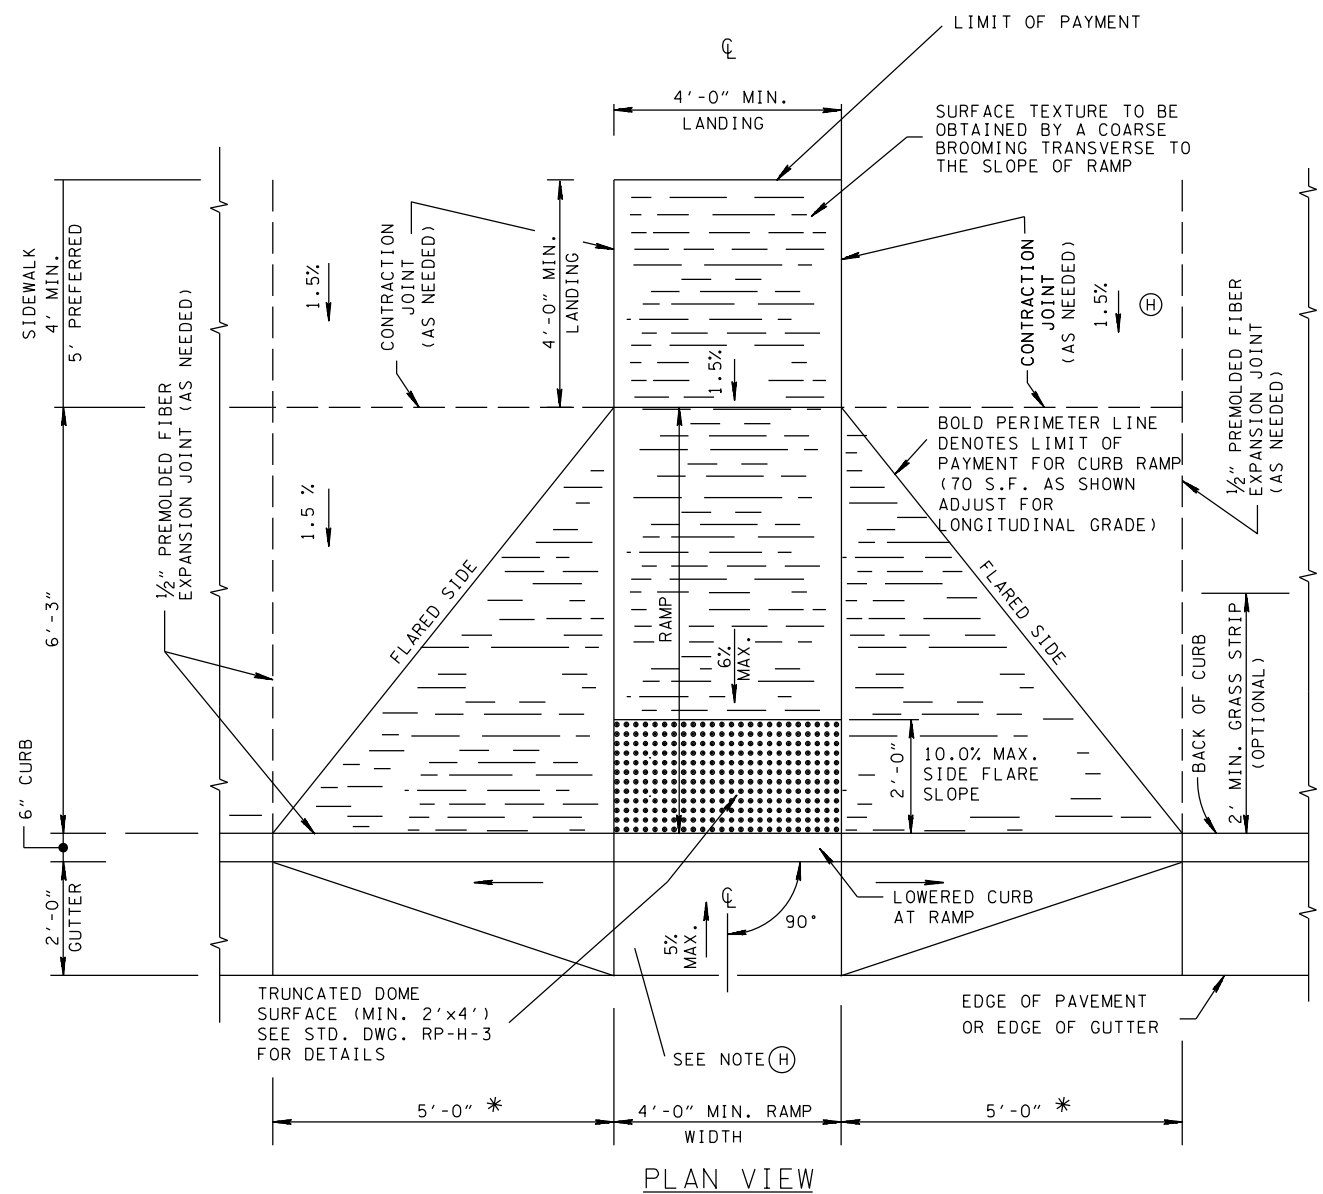 LIMIT OF PAYMENT
℄
4'-0" MIN.
LANDING
SURFACE TEXTURE TO BE
OBTAINED BY A COARSE
BROOMING TRANSVERSE TO
THE SLOPE OF RAMP
SIDEWALK
4' MIN.
5' PREFERRED
1.5%
CONTRACTION
JOINT
(AS NEEDED)
4'-0" MIN.
LANDING
1.5%
CONTRACTION
JOINT
(AS NEEDED)
1.5%
H
½" PREMOLDED FIBER
EXPANSION JOINT
(AS NEEDED)
½" PREMOLDED FIBER
EXPANSION JOINT (AS NEEDED)
BOLD PERIMETER LINE
DENOTES LIMIT OF
PAYMENT FOR CURB RAMP
(70 S.F. AS SHOWN
ADJUST FOR
LONGITUDINAL GRADE)
1.5 %
6'-3"
FLARED SIDE
RAMP
6%
MAX.
FLARED SIDE
BACK OF CURB
2' MIN. GRASS STRIP
(OPTIONAL)
6" CURB
2'-0"
10.0% MAX.
SIDE FLARE
SLOPE
2'-0"
GUTTER
LOWERED CURB
AT RAMP
℄
90°
5%
MAX.
TRUNCATED DOME
SURFACE (MIN. 2'x4')
SEE STD. DWG. RP-H-3
FOR DETAILS
EDGE OF PAVEMENT
OR EDGE OF GUTTER
SEE NOTE H
5'-0" *
4'-0" MIN. RAMP
WIDTH
5'-0" *
PLAN VIEW